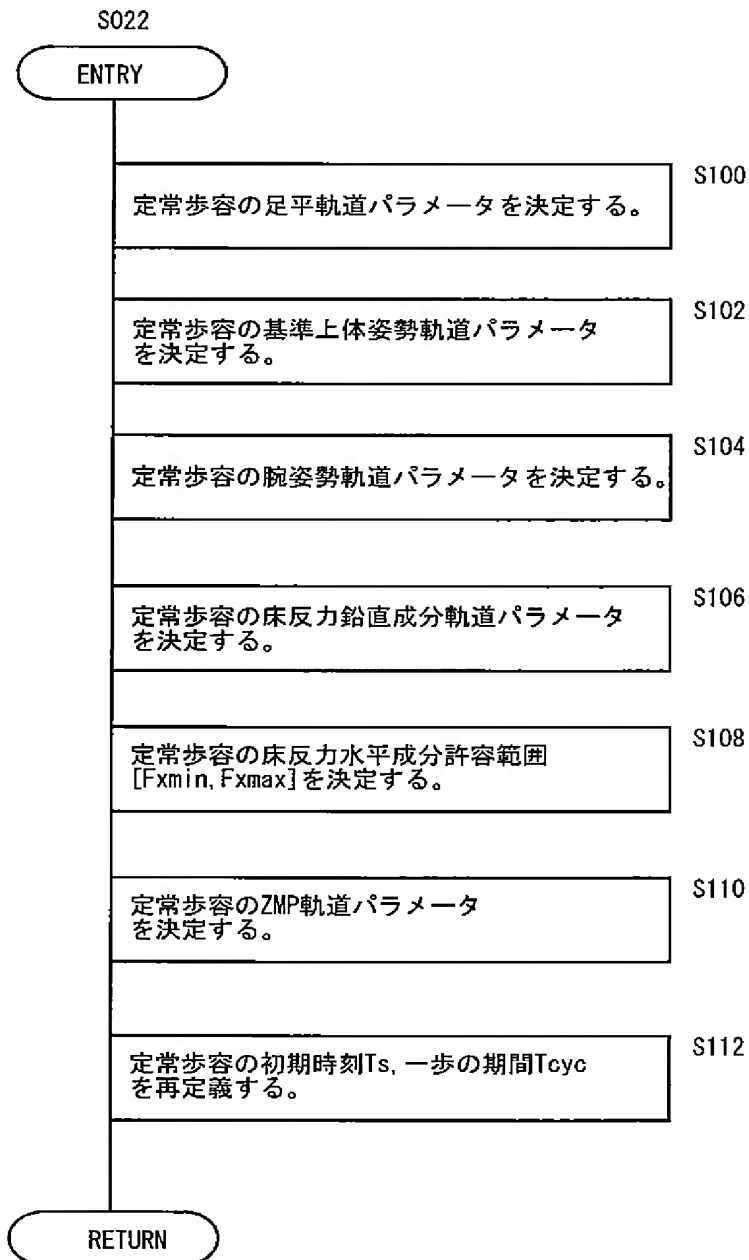 S022
ENTRY
S100
定常歩容の足平軌道パラメータを決定する。
S102
定常歩容の基準上体姿勢軌道パラメータ
を決定する。
S104
定常歩容の腕姿勢軌道パラメータを決定する。
S106
定常歩容の床反力鉛直成分軌道パラメータ
を決定する。
S108
定常歩容の床反力水平成分許容範囲
[Fxmin,Fxmax]を決定する。
S110
定常歩容のZMP軌道パラメータ
を決定する。
S112
定常歩容の初期時刻Ts,一歩の期間Tcyc
を再定義する。
RETURN